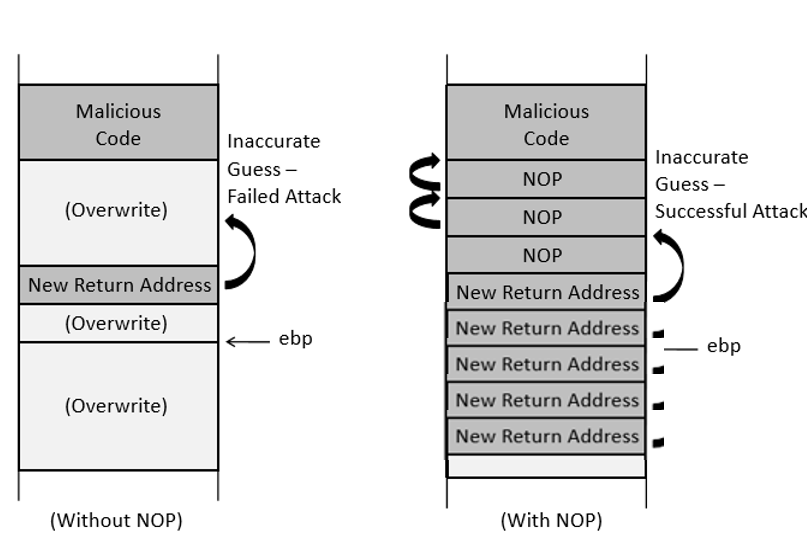 Malicious
Code
Inaccurate
Guess –
Failed Attack
(Overwrite)
New Return Address
(Overwrite)
ebp
(Overwrite)
(Without NOP)
Malicious
Code
Inaccurate
Guess –
Successful Attack
NOP
NOP
NOP
New Return Address
New Return Address
ebp
New Return Address
New Return Address
New Return Address
(With NOP)